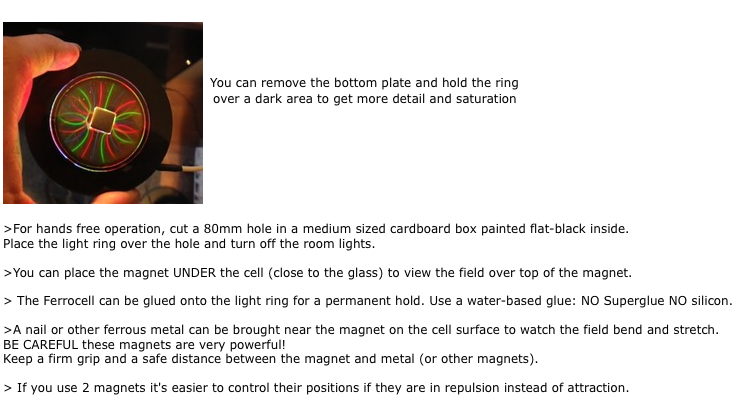 You can remove the bottom plate and hold the ring
over a dark area to get more detail and saturation
>For hands free operation, cut a 80mm hole in a medium sized cardboard box painted flat-black inside.
Place the light ring over the hole and turn off the room lights.
>You can place the magnet UNDER the cell (close to the glass) to view the field over top of the magnet.
> The Ferrocell can be glued onto the light ring for a permanent hold. Use a water-based glue: NO Superglue NO silicon.
>A nail or other ferrous metal can be brought near the magnet on the cell surface to watch the field bend and stretch.
BE CAREFUL these magnets are very powerful!
Keep a firm grip and a safe distance between the magnet and metal (or other magnets).
> If you use 2 magnets it's easier to control their positions if they are in repulsion instead of attraction.